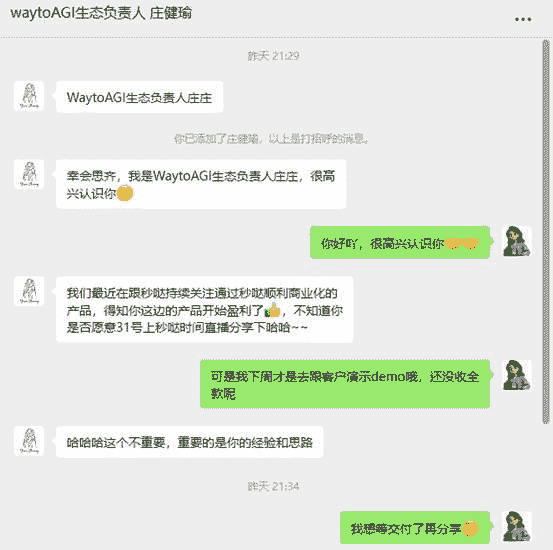 waytoAGI生态负责人 庄健瑜
昨天 21:29
WaytoAGI生态负责人庄庄
你已添加了庄健瑜，以上是打招呼的消息。
幸会思齐，我是WaytoAGI生态负责人庄庄，很高
兴认识你
你好吖，很高兴认识你
我们最近在跟秒哒持续关注通过秒哒顺利商业化的
产品，得知你这边的产品开始盈利了，不知道你
是否愿意31号上秒哒时间直播分享下哈哈~~
可是我下周才是去跟客户演示demo哦，还没收全
款呢
哈哈哈这个不重要，重要的是你的经验和思路
昨天 21:34
我想等交付了再分享